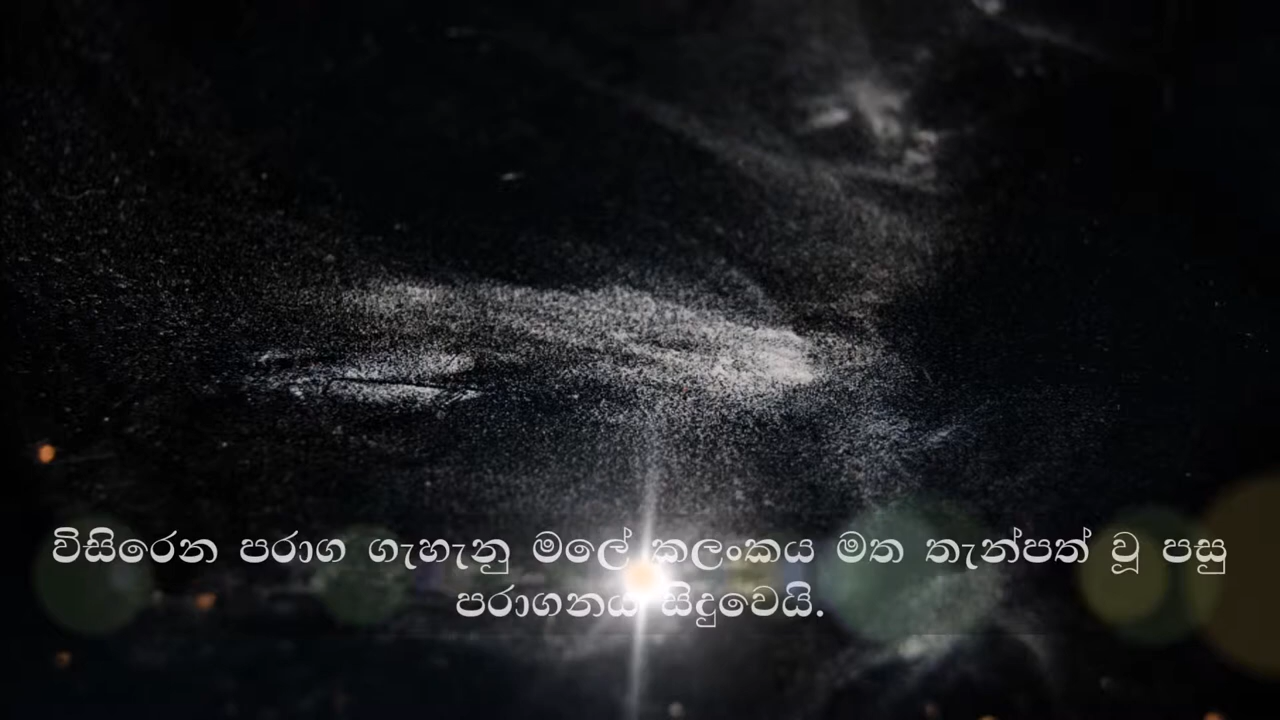 විසිරෙන පරාග ගැහැනු මලේ කලංකය මත තැන්පත් වූ පසු
පරාගනය සිදුවෙයි.